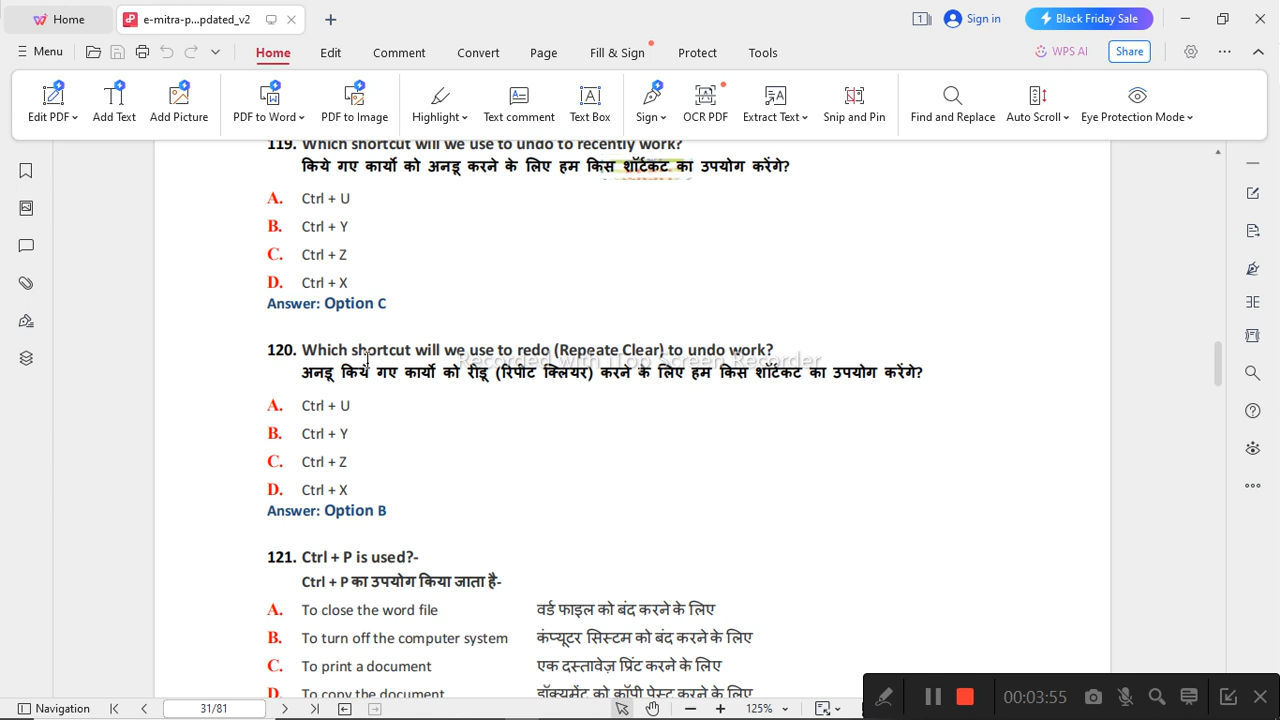 WPS
e-mitra-p...pdated_v2
1
Sign in
Black Friday Sale
Menu
Home
Edit
Comment
Convert
Page
Fill & Sign
Protect
Tools
WPS AI
Share
Edit PDF
Add Text
Add Picture
PDF to Word
PDF to Image
Highlight
Text comment
Text Box
Sign
OCR PDF
Extract Text
Snip and Pin
Find and Replace
Auto Scroll
Eye Protection Mode
119. Which shortcut will we use to undo to recently work?
किये गए कार्यो को अनडू करने के लिए हम किस शॉर्टकट का उपयोग करेंगे?
A. Ctrl + U
B. Ctrl + Y
C. Ctrl + Z
D. Ctrl + X
Answer: Option C
120. Which shortcut will we use to redo (Repeate Clear) to undo work?
Recorded with iTop Screen Recorder
अनडू किये गए कार्यो को रीडू (रिपीट क्लियर) करने के लिए हम किस शॉर्टकट का उपयोग करेंगे?
A. Ctrl + U
B. Ctrl + Y
C. Ctrl + Z
D. Ctrl + X
Answer: Option B
121. Ctrl + P is used?-
Ctrl + P का उपयोग किया जाता है-
A. To close the word file वर्ड फाइल को बंद करने के लिए
B. To turn off the computer system कंप्यूटर सिस्टम को बंद करने के लिए
C. To print a document एक दस्तावेज़ प्रिंट करने के लिए
D. To copy the document डॉक्यूमेंट को कॉपी पेस्ट करने के लिए
Navigation
31/81
125%
00:03:55